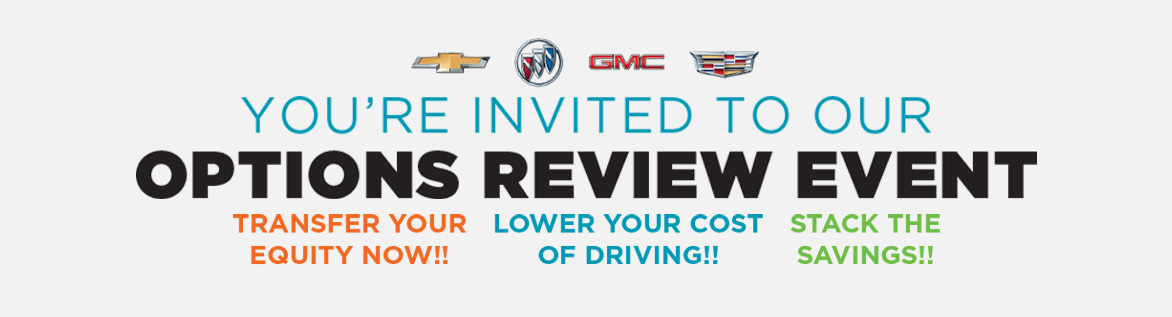 GMC
YOU'RE INVITED TO OUR
OPTIONS REVIEW EVENT
TRANSFER YOUR
EQUITY NOW!!
LOWER YOUR COST
OF DRIVING!!
STACK THE
SAVINGS!!